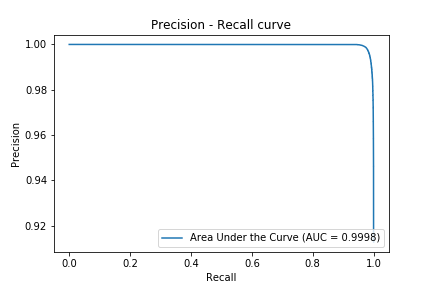 Precision - Recall curve
1.00
0.98
0.96
0.94
0.92
Precision
Area Under the Curve (AUC = 0.9998)
0.0 0.2 0.4 0.6 0.8 1.0
Recall